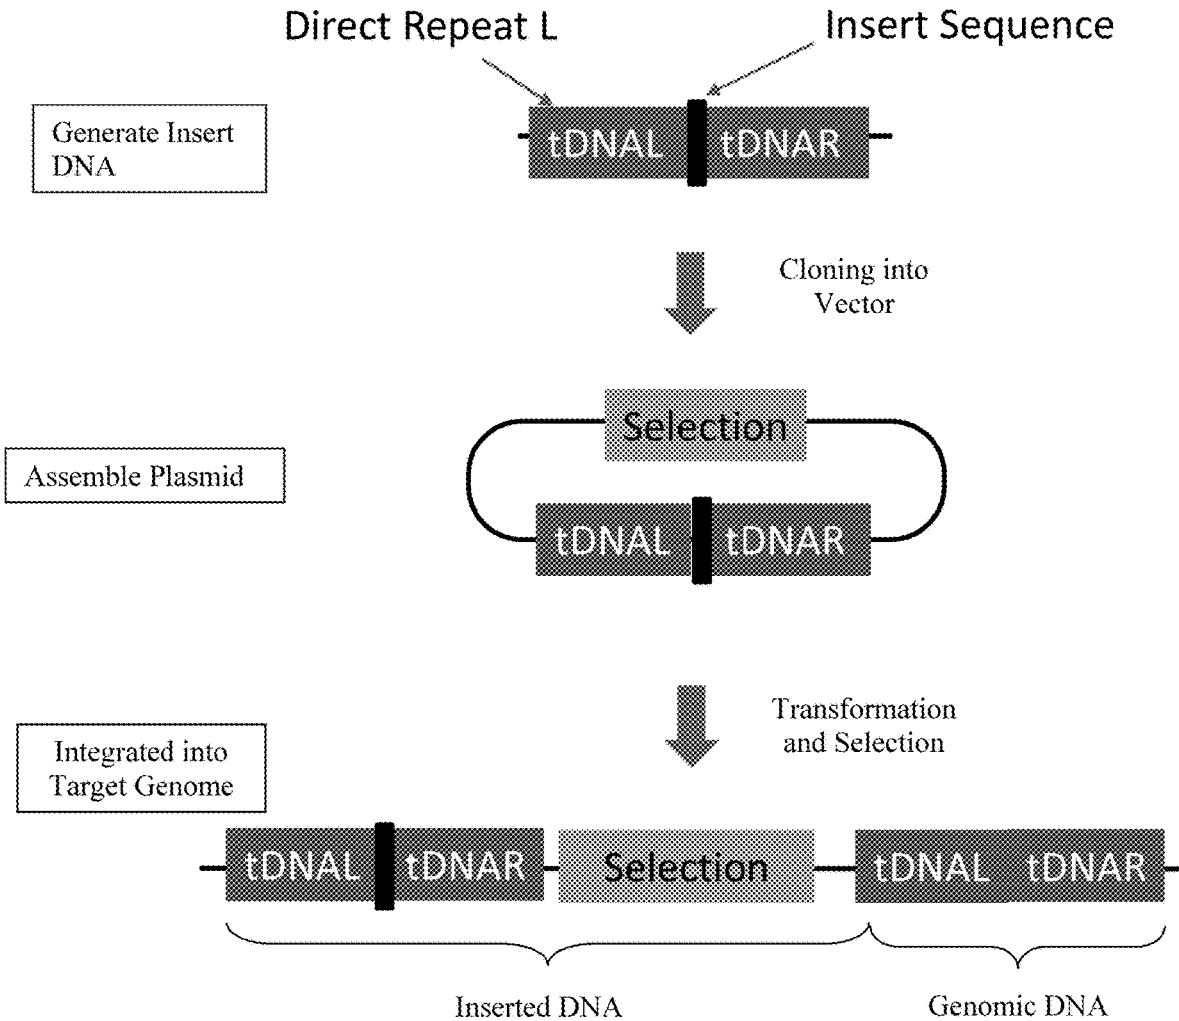 Direct Repeat L
Insert Sequence
Generate Insert
DNA
tDNAL
tDNAR
Cloning into
Vector
Selection
Assemble Plasmid
tDNAL
tDNAR
Transformation
and Selection
Integrated into
Target Genome
tDNAL
tDNAR
Selection
tDNAL
tDNAR
Inserted DNA
Genomic DNA